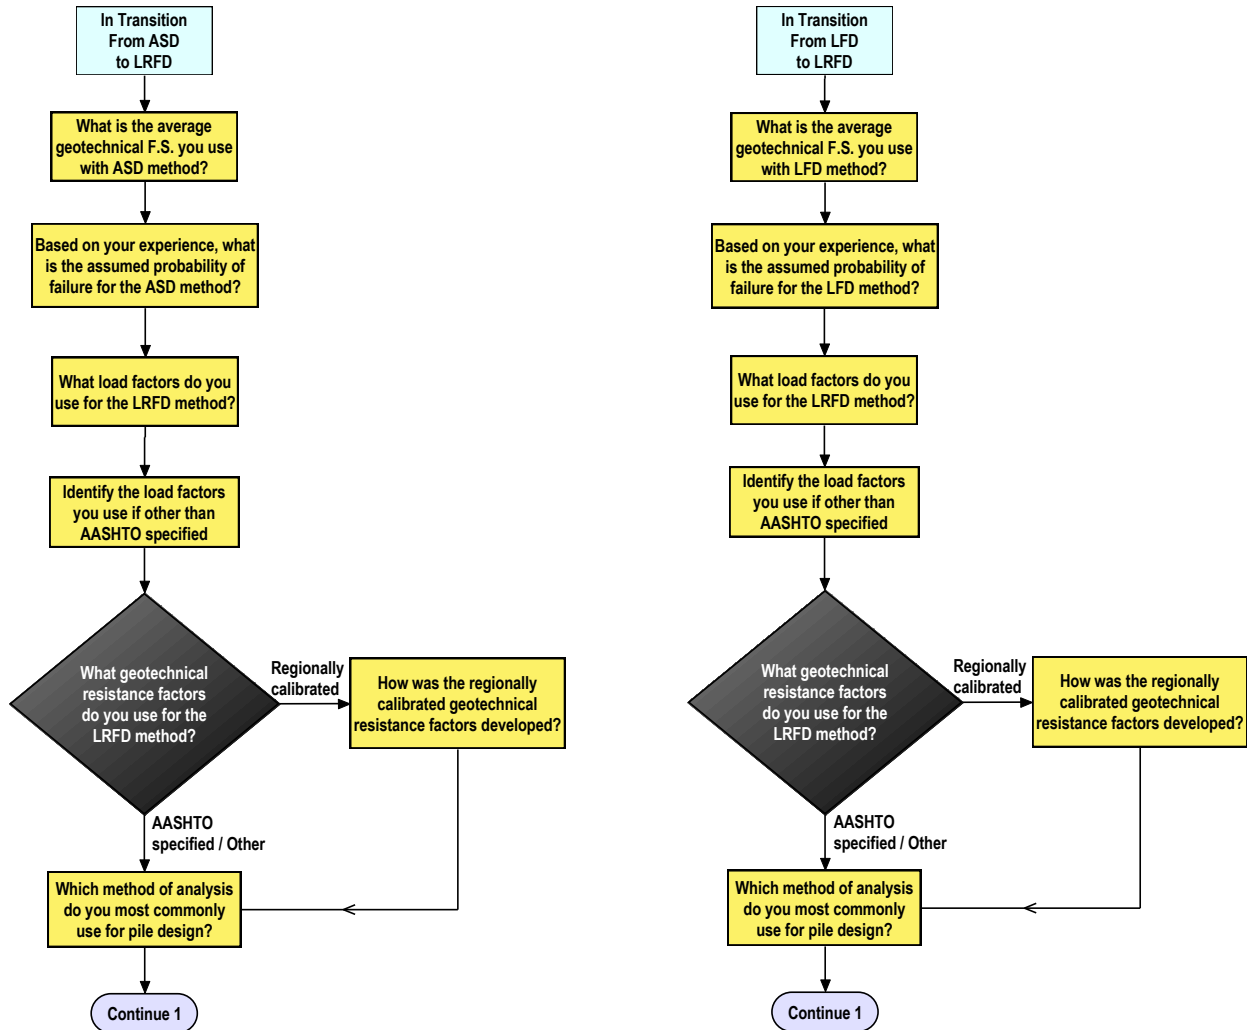 In Transition
From ASD
to LRFD
What is the average
geotechnical F.S. you use
with ASD method?
Based on your experience, what
is the assumed probability of
failure for the ASD method?
What load factors do you
use for the LRFD method?
Identify the load factors
you use if other than
AASHTO specified
What geotechnical
resistance factors
do you use for the
LRFD method?
Regionally
calibrated
How was the regionally
calibrated geotechnical
resistance factors developed?
AASHTO
specified / Other
Which method of analysis
do you most commonly
use for pile design?
Continue 1
In Transition
From LFD
to LRFD
What is the average
geotechnical F.S. you use
with LFD method?
Based on your experience, what
is the assumed probability of
failure for the LFD method?
What load factors do you
use for the LRFD method?
Identify the load factors
you use if other than
AASHTO specified
What geotechnical
resistance factors
do you use for the
LRFD method?
Regionally
calibrated
How was the regionally
calibrated geotechnical
resistance factors developed?
AASHTO
specified / Other
Which method of analysis
do you most commonly
use for pile design?
Continue 1